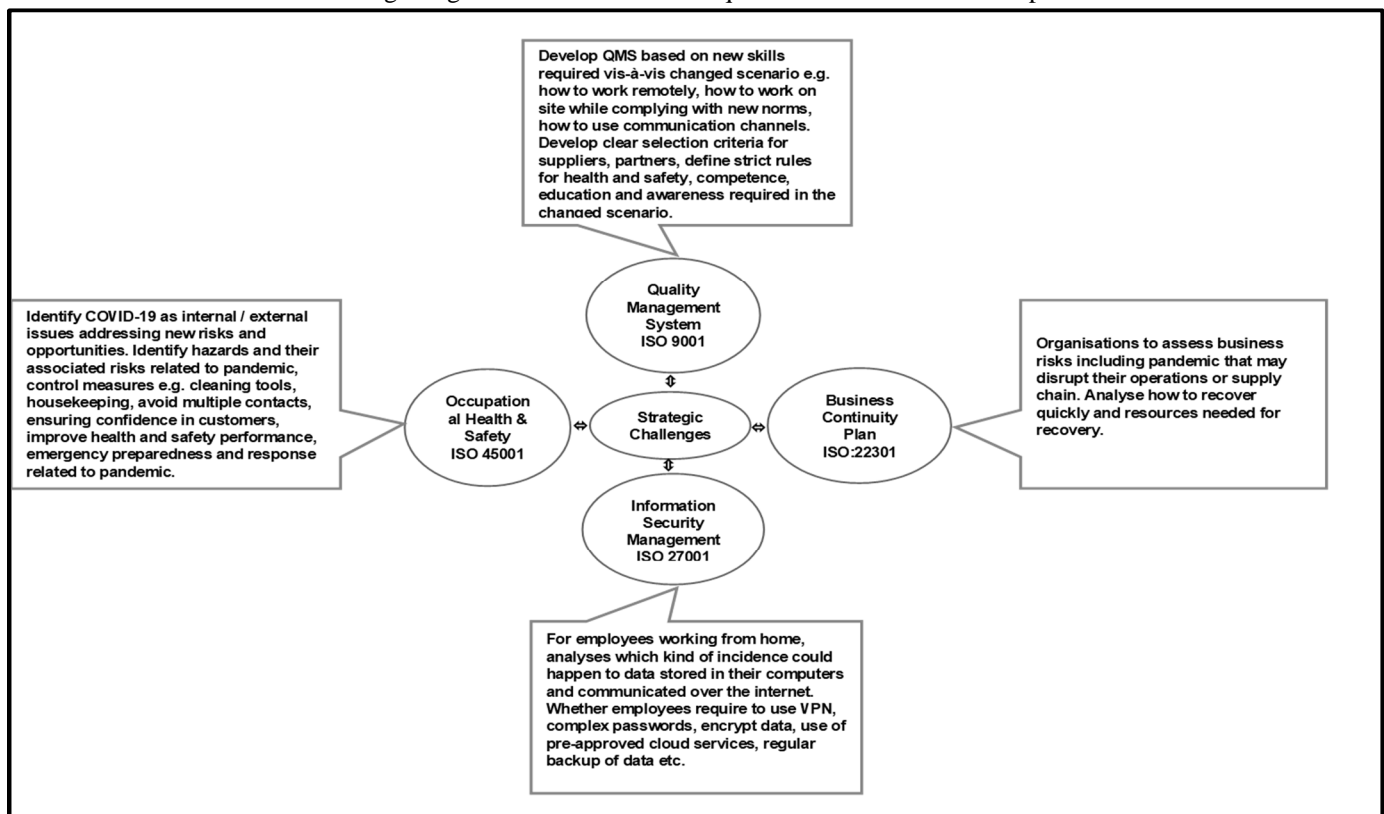 Develop QMS based on new skills
required vis-à-vis changed scenario e.g.
how to work remotely, how to work on
site while complying with new norms,
how to use communication channels.
Develop clear selection criteria for
suppliers, partners, define strict rules
for health and safety, competence,
education and awareness required in the
changed scenario.
Quality
Management
System
ISO 9001
Identify COVID-19 as internal / external
issues addressing new risks and
opportunities. Identify hazards and their
associated risks related to pandemic,
control measures e.g. cleaning tools,
housekeeping, avoid multiple contacts,
ensuring confidence in customers,
improve health and safety performance,
emergency preparedness and response
related to pandemic.
Occupation
al Health &
Safety
ISO 45001
Strategic
Challenges
Business
Continuity
Plan
ISO:22301
Organisations to assess business
risks including pandemic that may
disrupt their operations or supply
chain. Analyse how to recover
quickly and resources needed for
recovery.
Information
Security
Management
ISO 27001
For employees working from home,
analyses which kind of incidence could
happen to data stored in their computers
and communicated over the internet.
Whether employees require to use VPN,
complex passwords, encrypt data, use of
pre-approved cloud services, regular
backup of data etc.